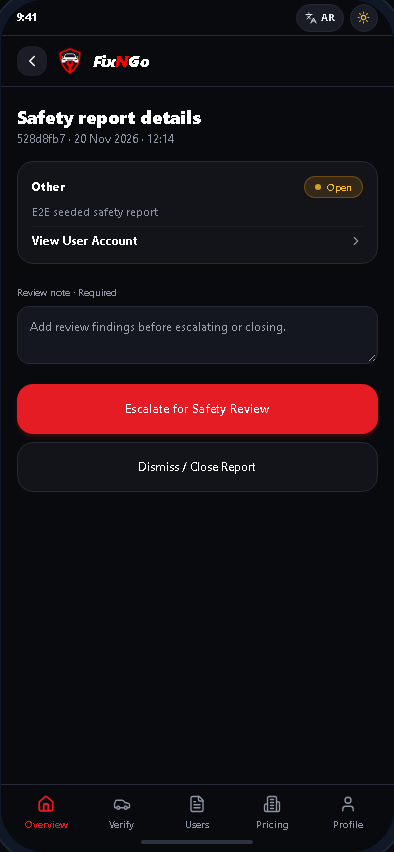 9:41
AR
FixNGo
Safety report details
528d8fb7 · 20 Nov 2026 · 12:14
Other
Open
E2E seeded safety report
View User Account
Review note · Required
Add review findings before escalating or closing.
Escalate for Safety Review
Dismiss / Close Report
Overview
Verify
Users
Pricing
Profile